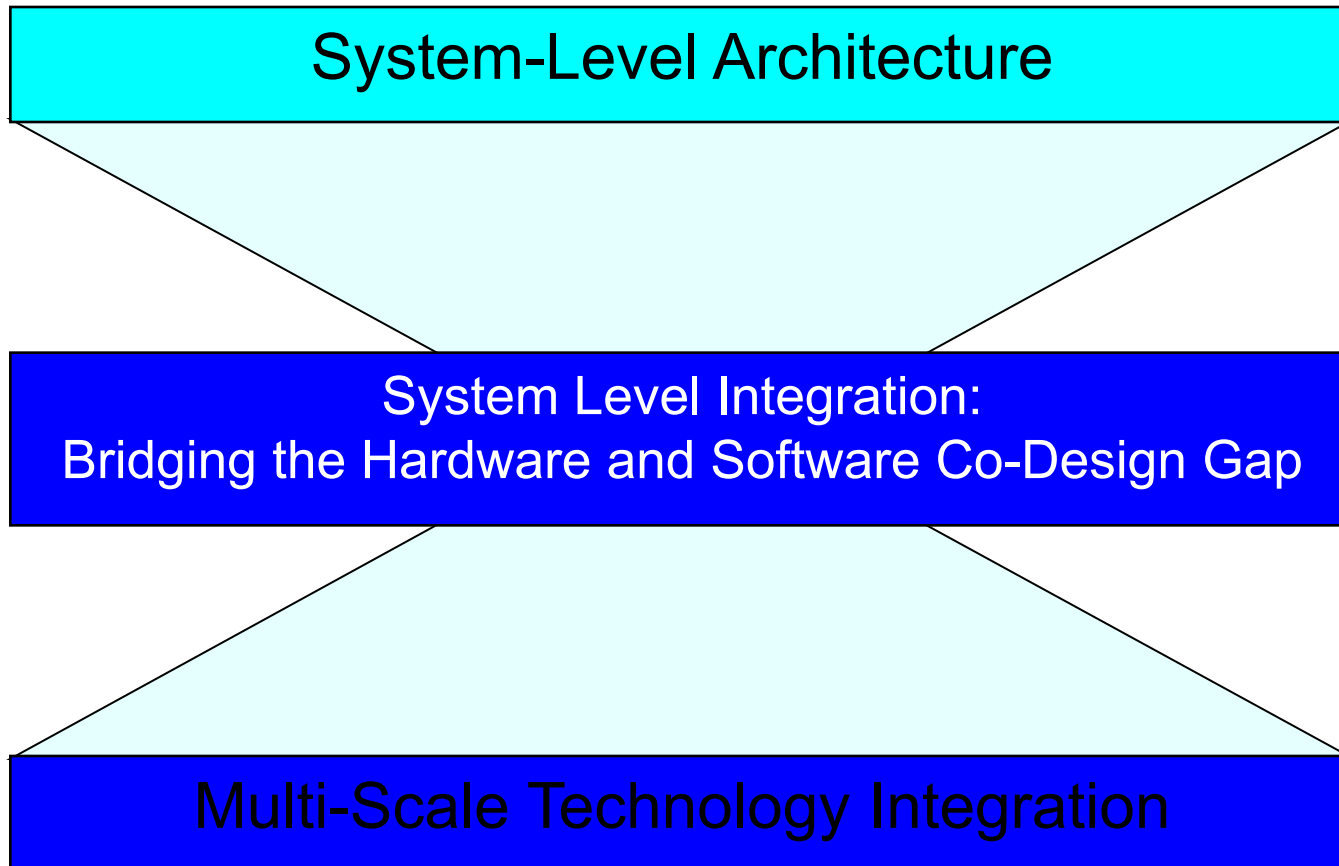 System-Level Architecture
System Level Integration:
Bridging the Hardware and Software Co-Design Gap
Multi-Scale Technology Integration